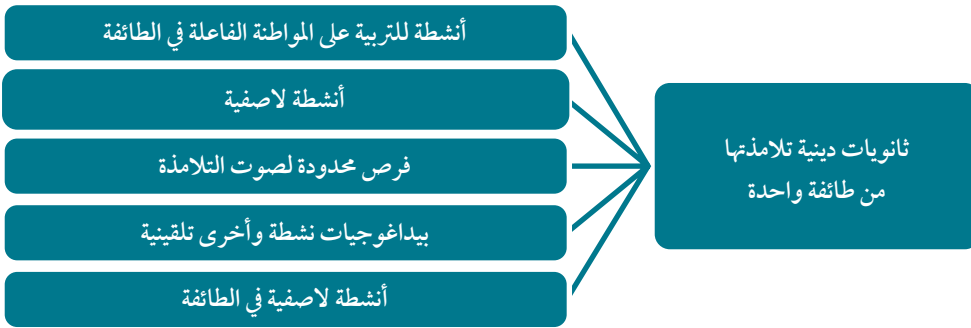 ثانويات دينية تلامذتها
من طائفة واحدة
أنشطة للتربية على المواطنة الفاعلة في الطائفة
أنشطة لاصفية
فرص محدودة لصوت التلامذة
بيداغوجيات نشطة وأخرى تلقينية
أنشطة لاصفية في الطائفة